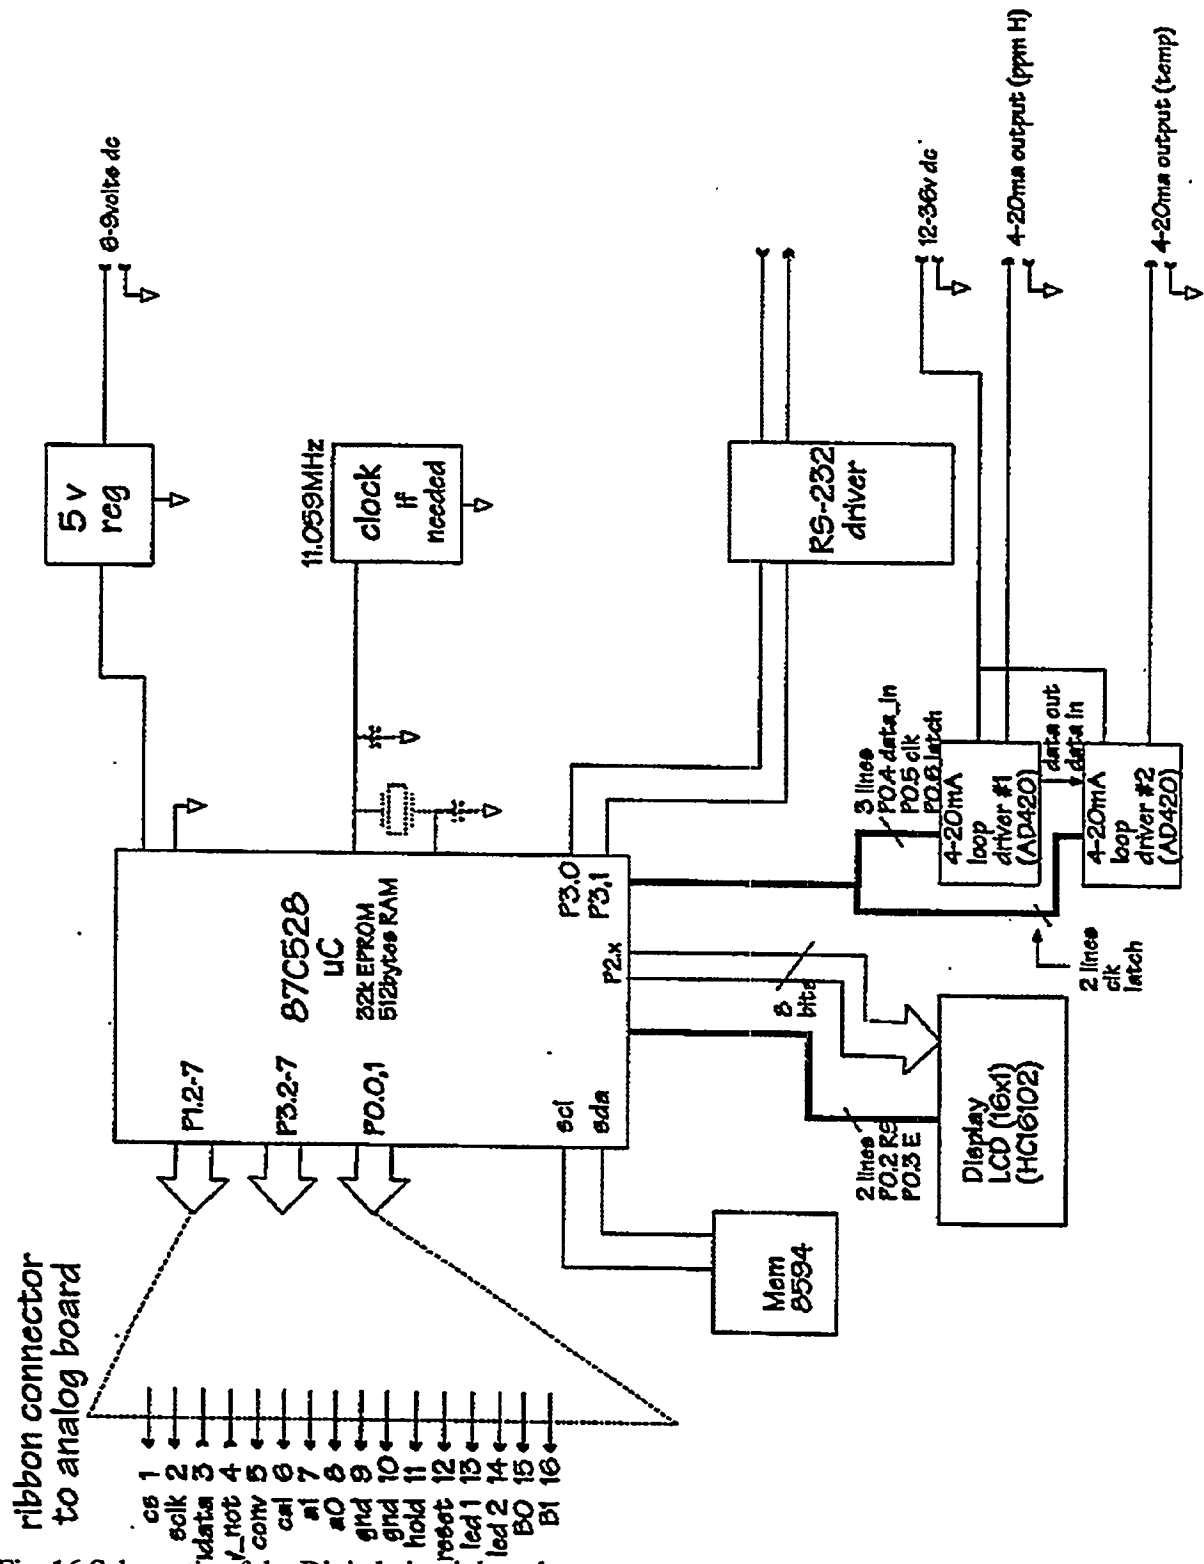 ribbon connector
to analog board
cs 1
sclk 2
3
4
conv 5
cal 6
a1 7
a0 8
gnd 9
gnd 10
hold 11
reset 12
led 1 13
led 2 14
B0 15
B1 16
P1.2-7
P3.2-7
P0.0,1
87C528
uC
32k EPROM
512bytes RAM
scl
sda
P2.x
P3.0
P3,1
Mem
8594
5 v
reg
6-9volts dc
11.059MHz
clock
if
needed
RS-232
driver
8
bits
2 lines
P0.2 RS
P0.3 E
Display
LCD (16x1)
(HC16102)
3 lines
P0.4 data_in
P0.5 clk
P0.6 latch
4-20mA
loop
driver #1
(AD420)
data out
data in
4-20mA
loop
driver #2
(AD420)
2 lines
clk
latch
12-36v dc
4-20ma output (ppm H)
4-20ma output (temp)